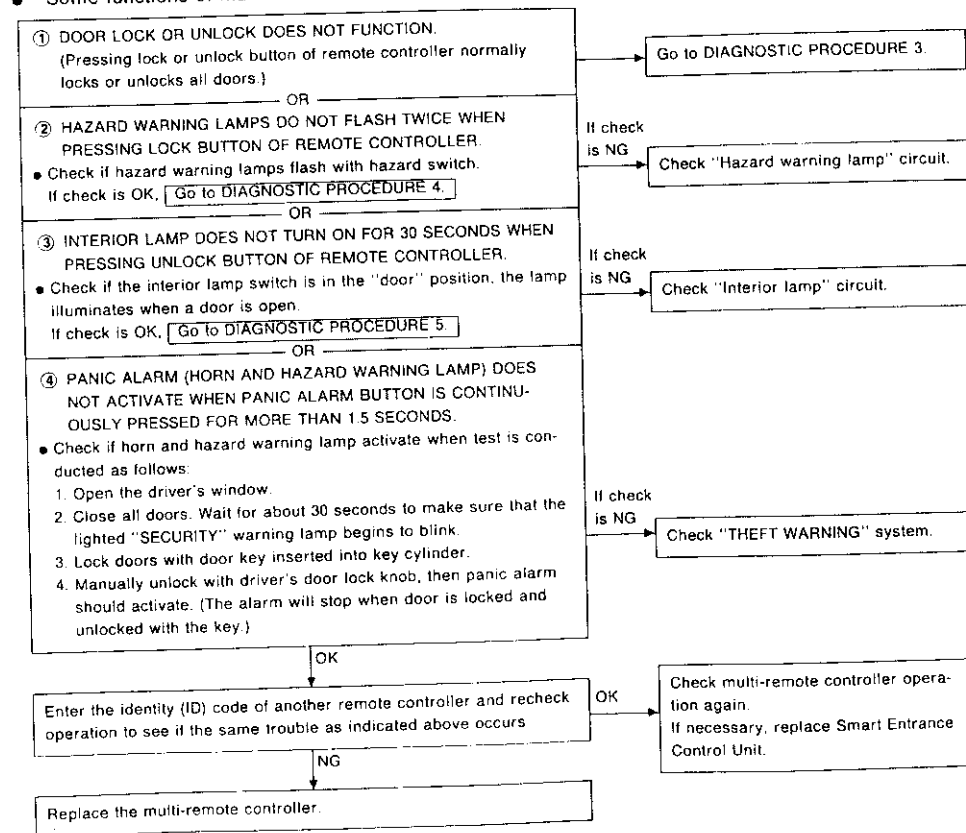 ① DOOR LOCK OR UNLOCK DOES NOT FUNCTION.
(Pressing lock or unlock button of remote controller normally
locks or unlocks all doors.)
Go to DIAGNOSTIC PROCEDURE 3.
OR
② HAZARD WARNING LAMPS DO NOT FLASH TWICE WHEN
PRESSING LOCK BUTTON OF REMOTE CONTROLLER.
● Check if hazard warning lamps flash with hazard switch.
If check is OK, Go to DIAGNOSTIC PROCEDURE 4.
If check
is NG
Check "Hazard warning lamp" circuit.
OR
③ INTERIOR LAMP DOES NOT TURN ON FOR 30 SECONDS WHEN
PRESSING UNLOCK BUTTON OF REMOTE CONTROLLER.
● Check if the interior lamp switch is in the "door" position, the lamp
illuminates when a door is open.
If check is OK, Go to DIAGNOSTIC PROCEDURE 5.
If check
is NG
Check "Interior lamp" circuit.
OR
④ PANIC ALARM (HORN AND HAZARD WARNING LAMP) DOES
NOT ACTIVATE WHEN PANIC ALARM BUTTON IS CONTINU-
OUSLY PRESSED FOR MORE THAN 1.5 SECONDS.
● Check if horn and hazard warning lamp activate when test is con-
ducted as follows:
1. Open the driver's window.
2. Close all doors. Wait for about 30 seconds to make sure that the
lighted "SECURITY" warning lamp begins to blink.
3. Lock doors with door key inserted into key cylinder.
4. Manually unlock with driver's door lock knob, then panic alarm
should activate. (The alarm will stop when door is locked and
unlocked with the key.)
If check
is NG
Check "THEFT WARNING" system.
OK
Enter the identity (ID) code of another remote controller and recheck
operation to see if the same trouble as indicated above occurs
OK
Check multi-remote controller opera-
tion again.
If necessary, replace Smart Entrance
Control Unit.
NG
Replace the multi-remote controller.